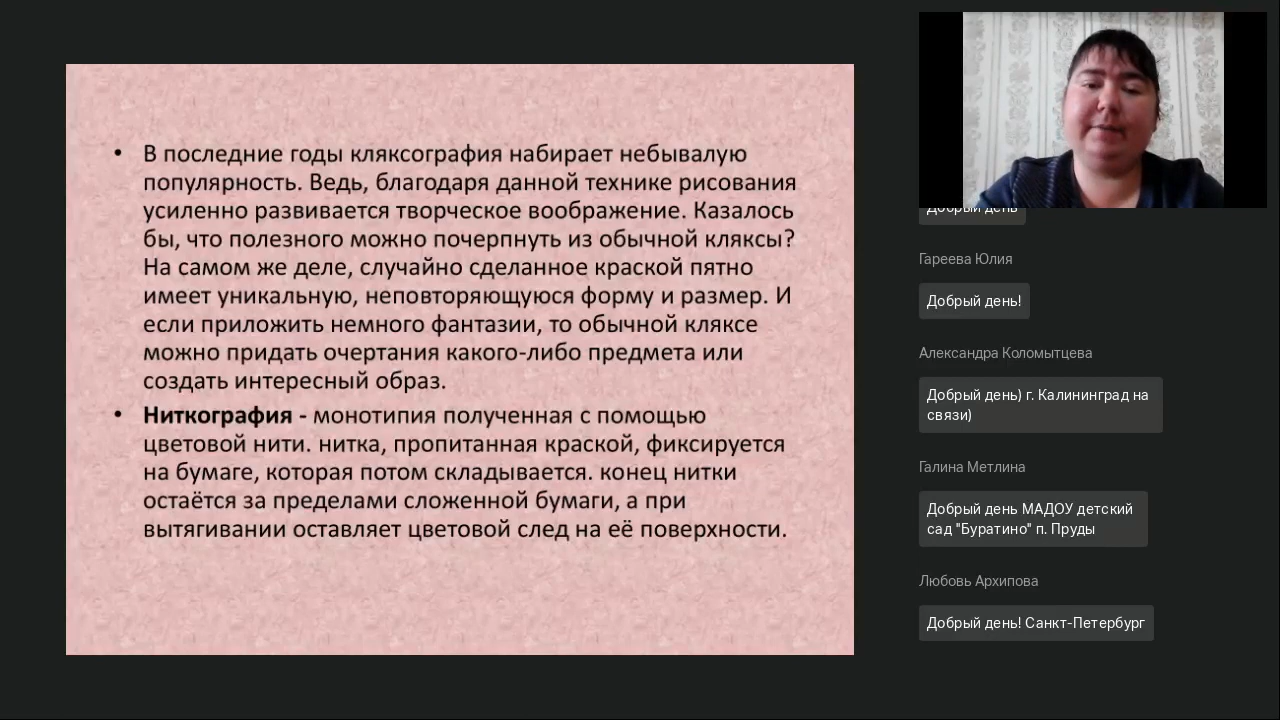 • В последние годы кляксография набирает небывалую
популярность. Ведь, благодаря данной технике рисования
усиленно развивается творческое воображение. Казалось
бы, что полезного можно почерпнуть из обычной кляксы?
На самом же деле, случайно сделанное краской пятно
имеет уникальную, неповторяющуюся форму и размер. И
если приложить немного фантазии, то обычной кляксе
можно придать очертания какого-либо предмета или
создать интересный образ.
• Ниткография - монотипия полученная с помощью
цветовой нити. нитка, пропитанная краской, фиксируется
на бумаге, которая потом складывается. конец нитки
остаётся за пределами сложенной бумаги, а при
вытягивании оставляет цветовой след на её поверхности.
Добрый день
Гареева Юлия
Добрый день!
Александра Коломытцева
Добрый день) г. Калининград на
связи)
Галина Метлина
Добрый день МАДОУ детский
сад "Буратино" п. Пруды
Любовь Архипова
Добрый день! Санкт-Петербург